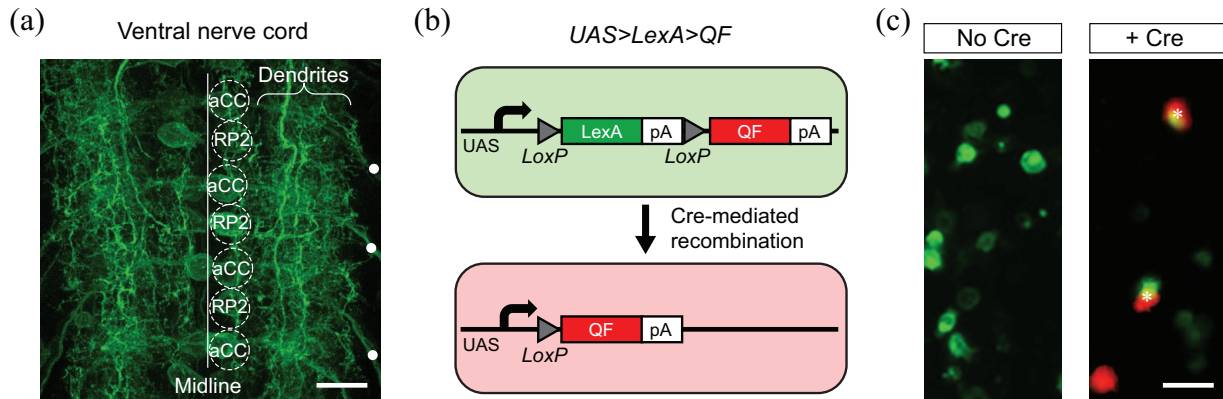 (a)
Ventral nerve cord
Dendrites
aCC
RP2
aCC
RP2
aCC
RP2
aCC
Midline
(b)
UAS>LexA>QF
UAS
LoxP
LexA
pA
LoxP
QF
pA
Cre-mediated
recombination
UAS
LoxP
QF
pA
(c)
No Cre
+ Cre
*
*